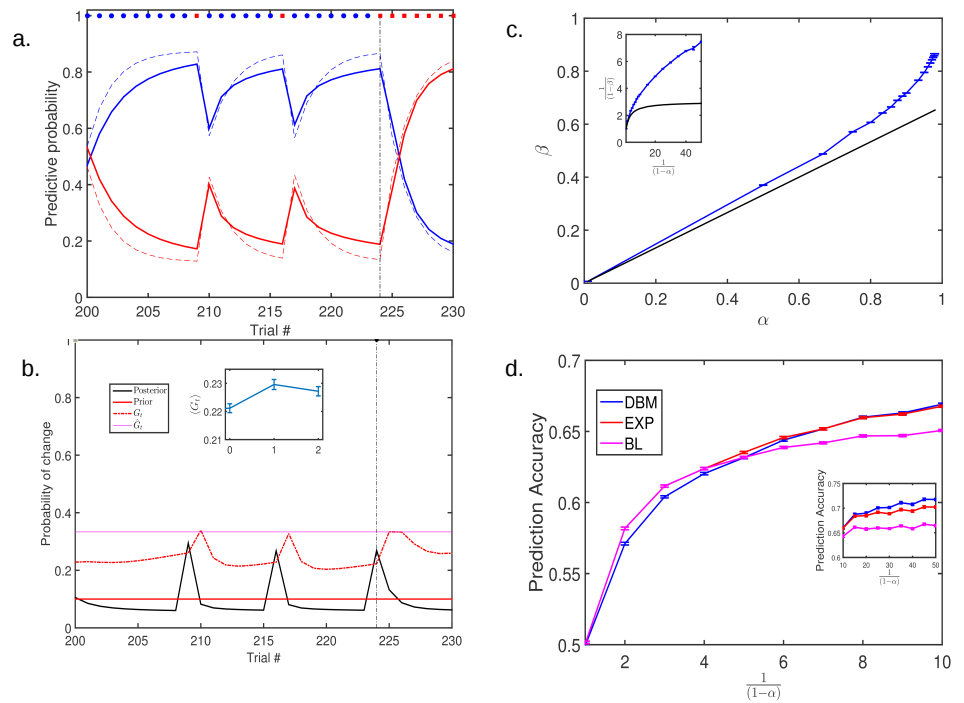 a.
Predictive probability
1
0.8
0.6
0.4
0.2
0
200 205 210 215 220 225 230
Trial #
b.
Probability of change
1
0.8
0.6
0.4
0.2
0
Posterior
Prior
G_t
Ĝ_t
⟨G_t⟩
0.23
0.22
0.21
0 1 2
200 205 210 215 220 225 230
Trial #
c.
β
1
0.8
0.6
0.4
0.2
0
1/(1-β)
8
6
4
2
0
20 40
1/(1-α)
0 0.2 0.4 0.6 0.8 1
α
d.
Prediction Accuracy
0.7
0.65
0.6
0.55
0.5
DBM
EXP
BL
Prediction Accuracy
0.75
0.7
0.65
0.6
10 20 30 40 50
1/(1-α)
2 4 6 8 10
1/(1-α)